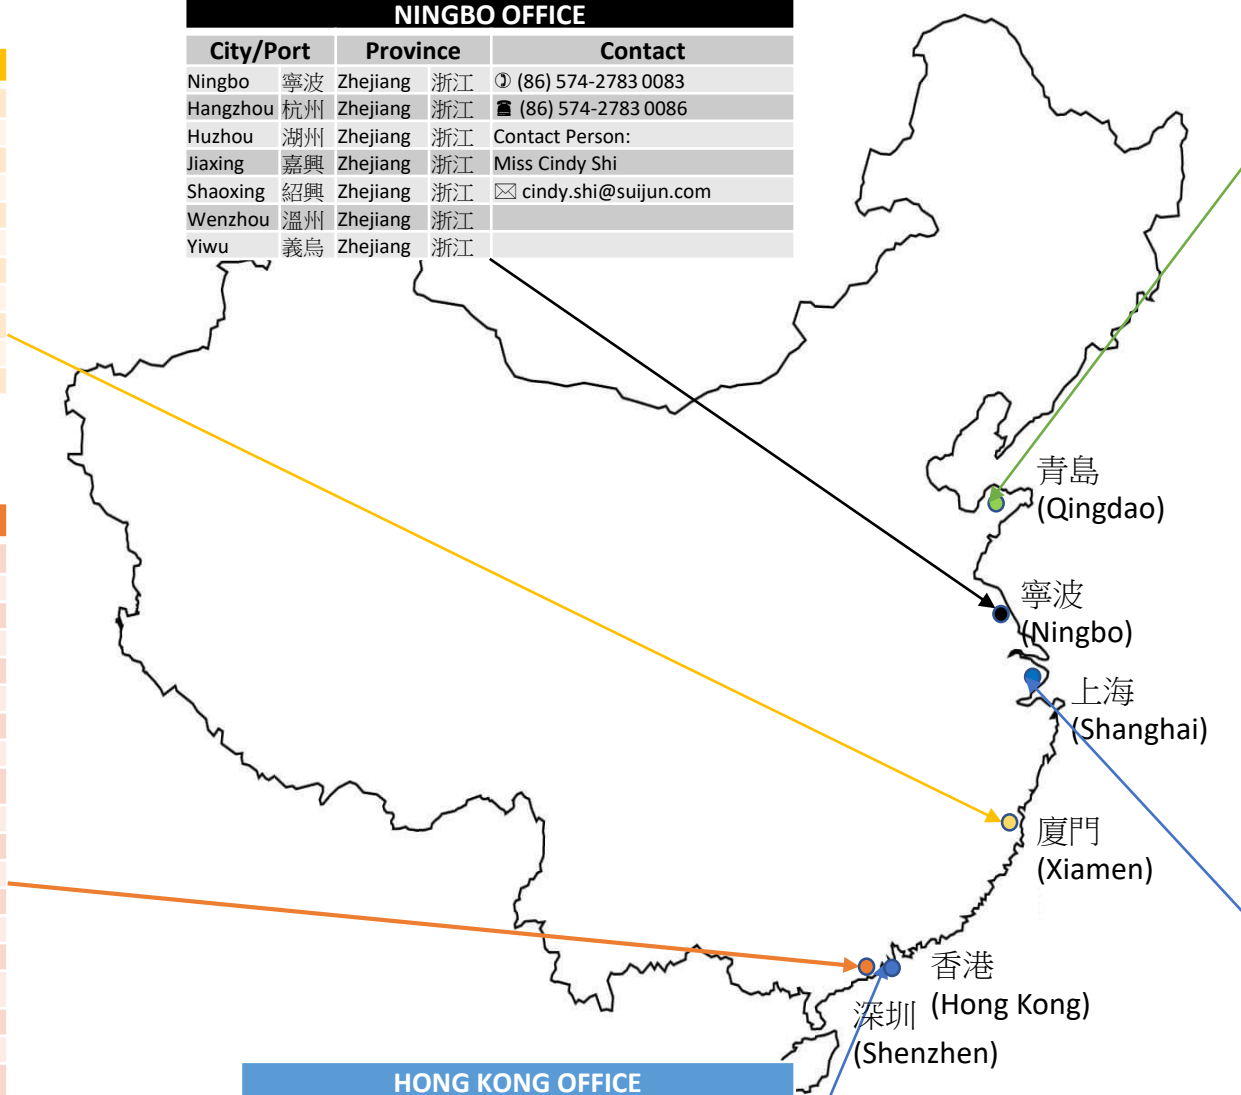 NINGBO OFFICE
City/Port Province Contact
Ningbo 寧波 Zhejiang 浙江 ✆ (86) 574-2783 0083
Hangzhou 杭州 Zhejiang 浙江 🕿 (86) 574-2783 0086
Huzhou 湖州 Zhejiang 浙江 Contact Person:
Jiaxing 嘉興 Zhejiang 浙江 Miss Cindy Shi
Shaoxing 紹興 Zhejiang 浙江 ✉ cindy.shi@suijun.com
Wenzhou 溫州 Zhejiang 浙江
Yiwu 義烏 Zhejiang 浙江
青島
(Qingdao)
寧波
(Ningbo)
上海
(Shanghai)
廈門
(Xiamen)
香港
(Hong Kong)
深圳
(Shenzhen)
HONG KONG OFFICE